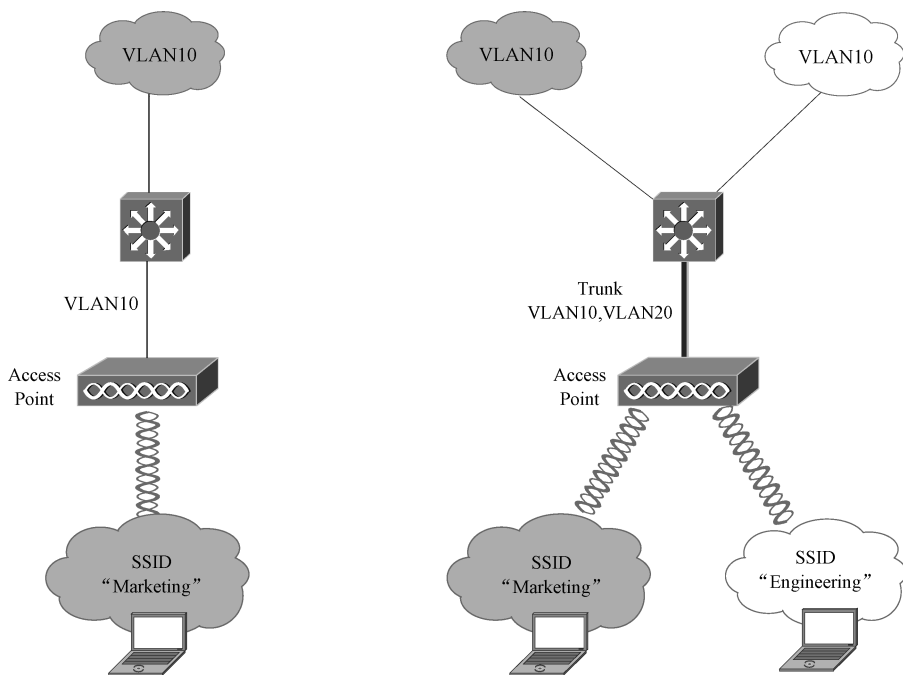 VLAN10
VLAN10
VLAN10
VLAN10
Trunk
VLAN10,VLAN20
Access
Point
Access
Point
SSID
“Marketing”
SSID
“Marketing”
SSID
“Engineering”